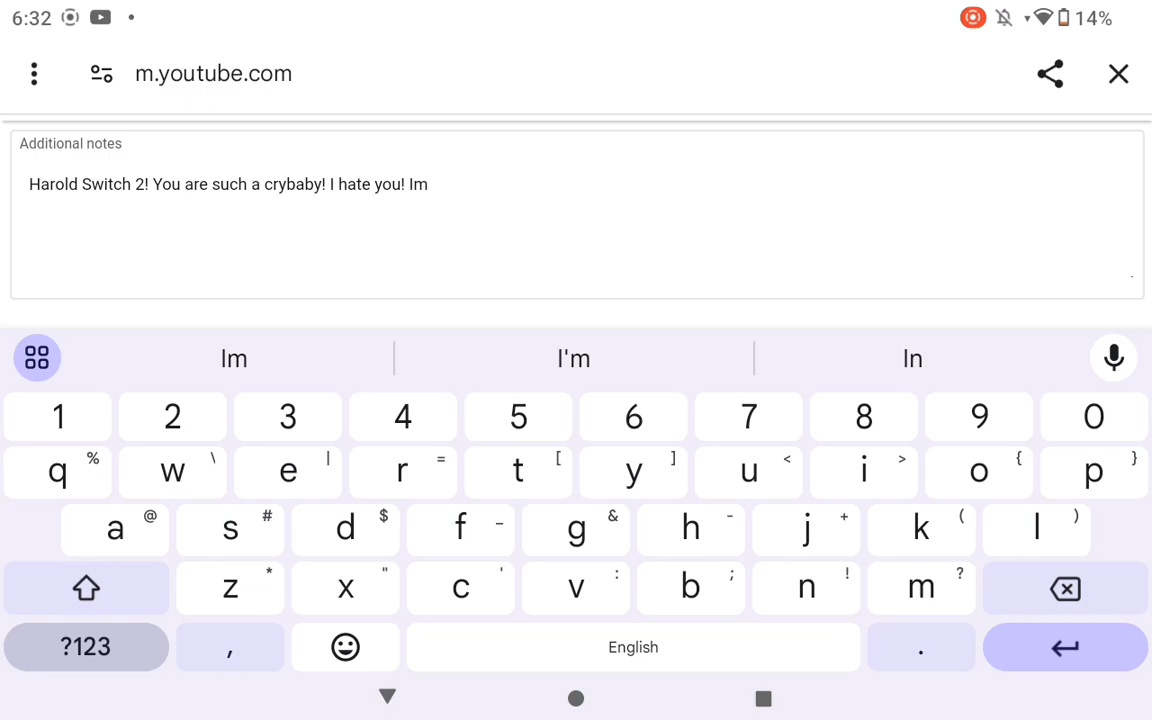 6:32 14%
m.youtube.com
Additional notes
Harold Switch 2! You are such a crybaby! I hate you! Im
Im I'm In
1 2 3 4 5 6 7 8 9 0
q % w \ e | r = t [ y ] u < i > o { p }
a @ s # d $ f _ g & h - j + k ( l )
z * x " c ' v : b ; n ! m ?
?123 , English .